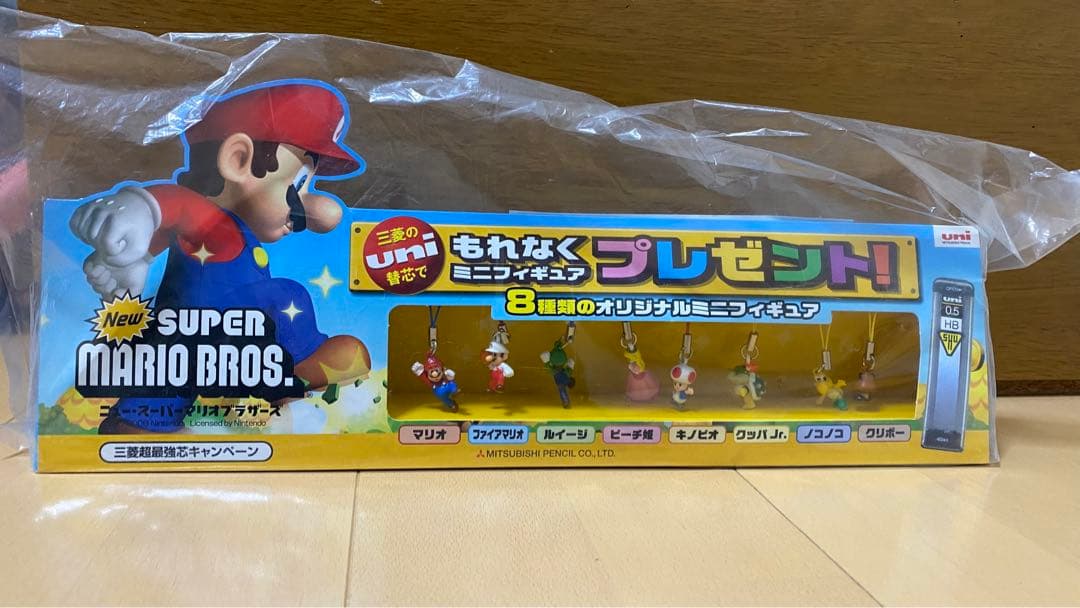 New
SUPER
MARIO BROS.
ニュー・スーパーマリオブラザーズ
Nintendo Licensed by Nintendo
三菱超最強芯キャンペーン
三菱の
uni
替芯で
もれなく
ミニフィギュア
プレゼント!
8種類のオリジナルミニフィギュア
マリオ
ファイアマリオ
ルイージ
ピーチ姫
キノピオ
クッパJr.
ノコノコ
クリボー
MITSUBISHI PENCIL CO., LTD.
uni
MITSUBISHI PENCIL
uni
0.5
HB